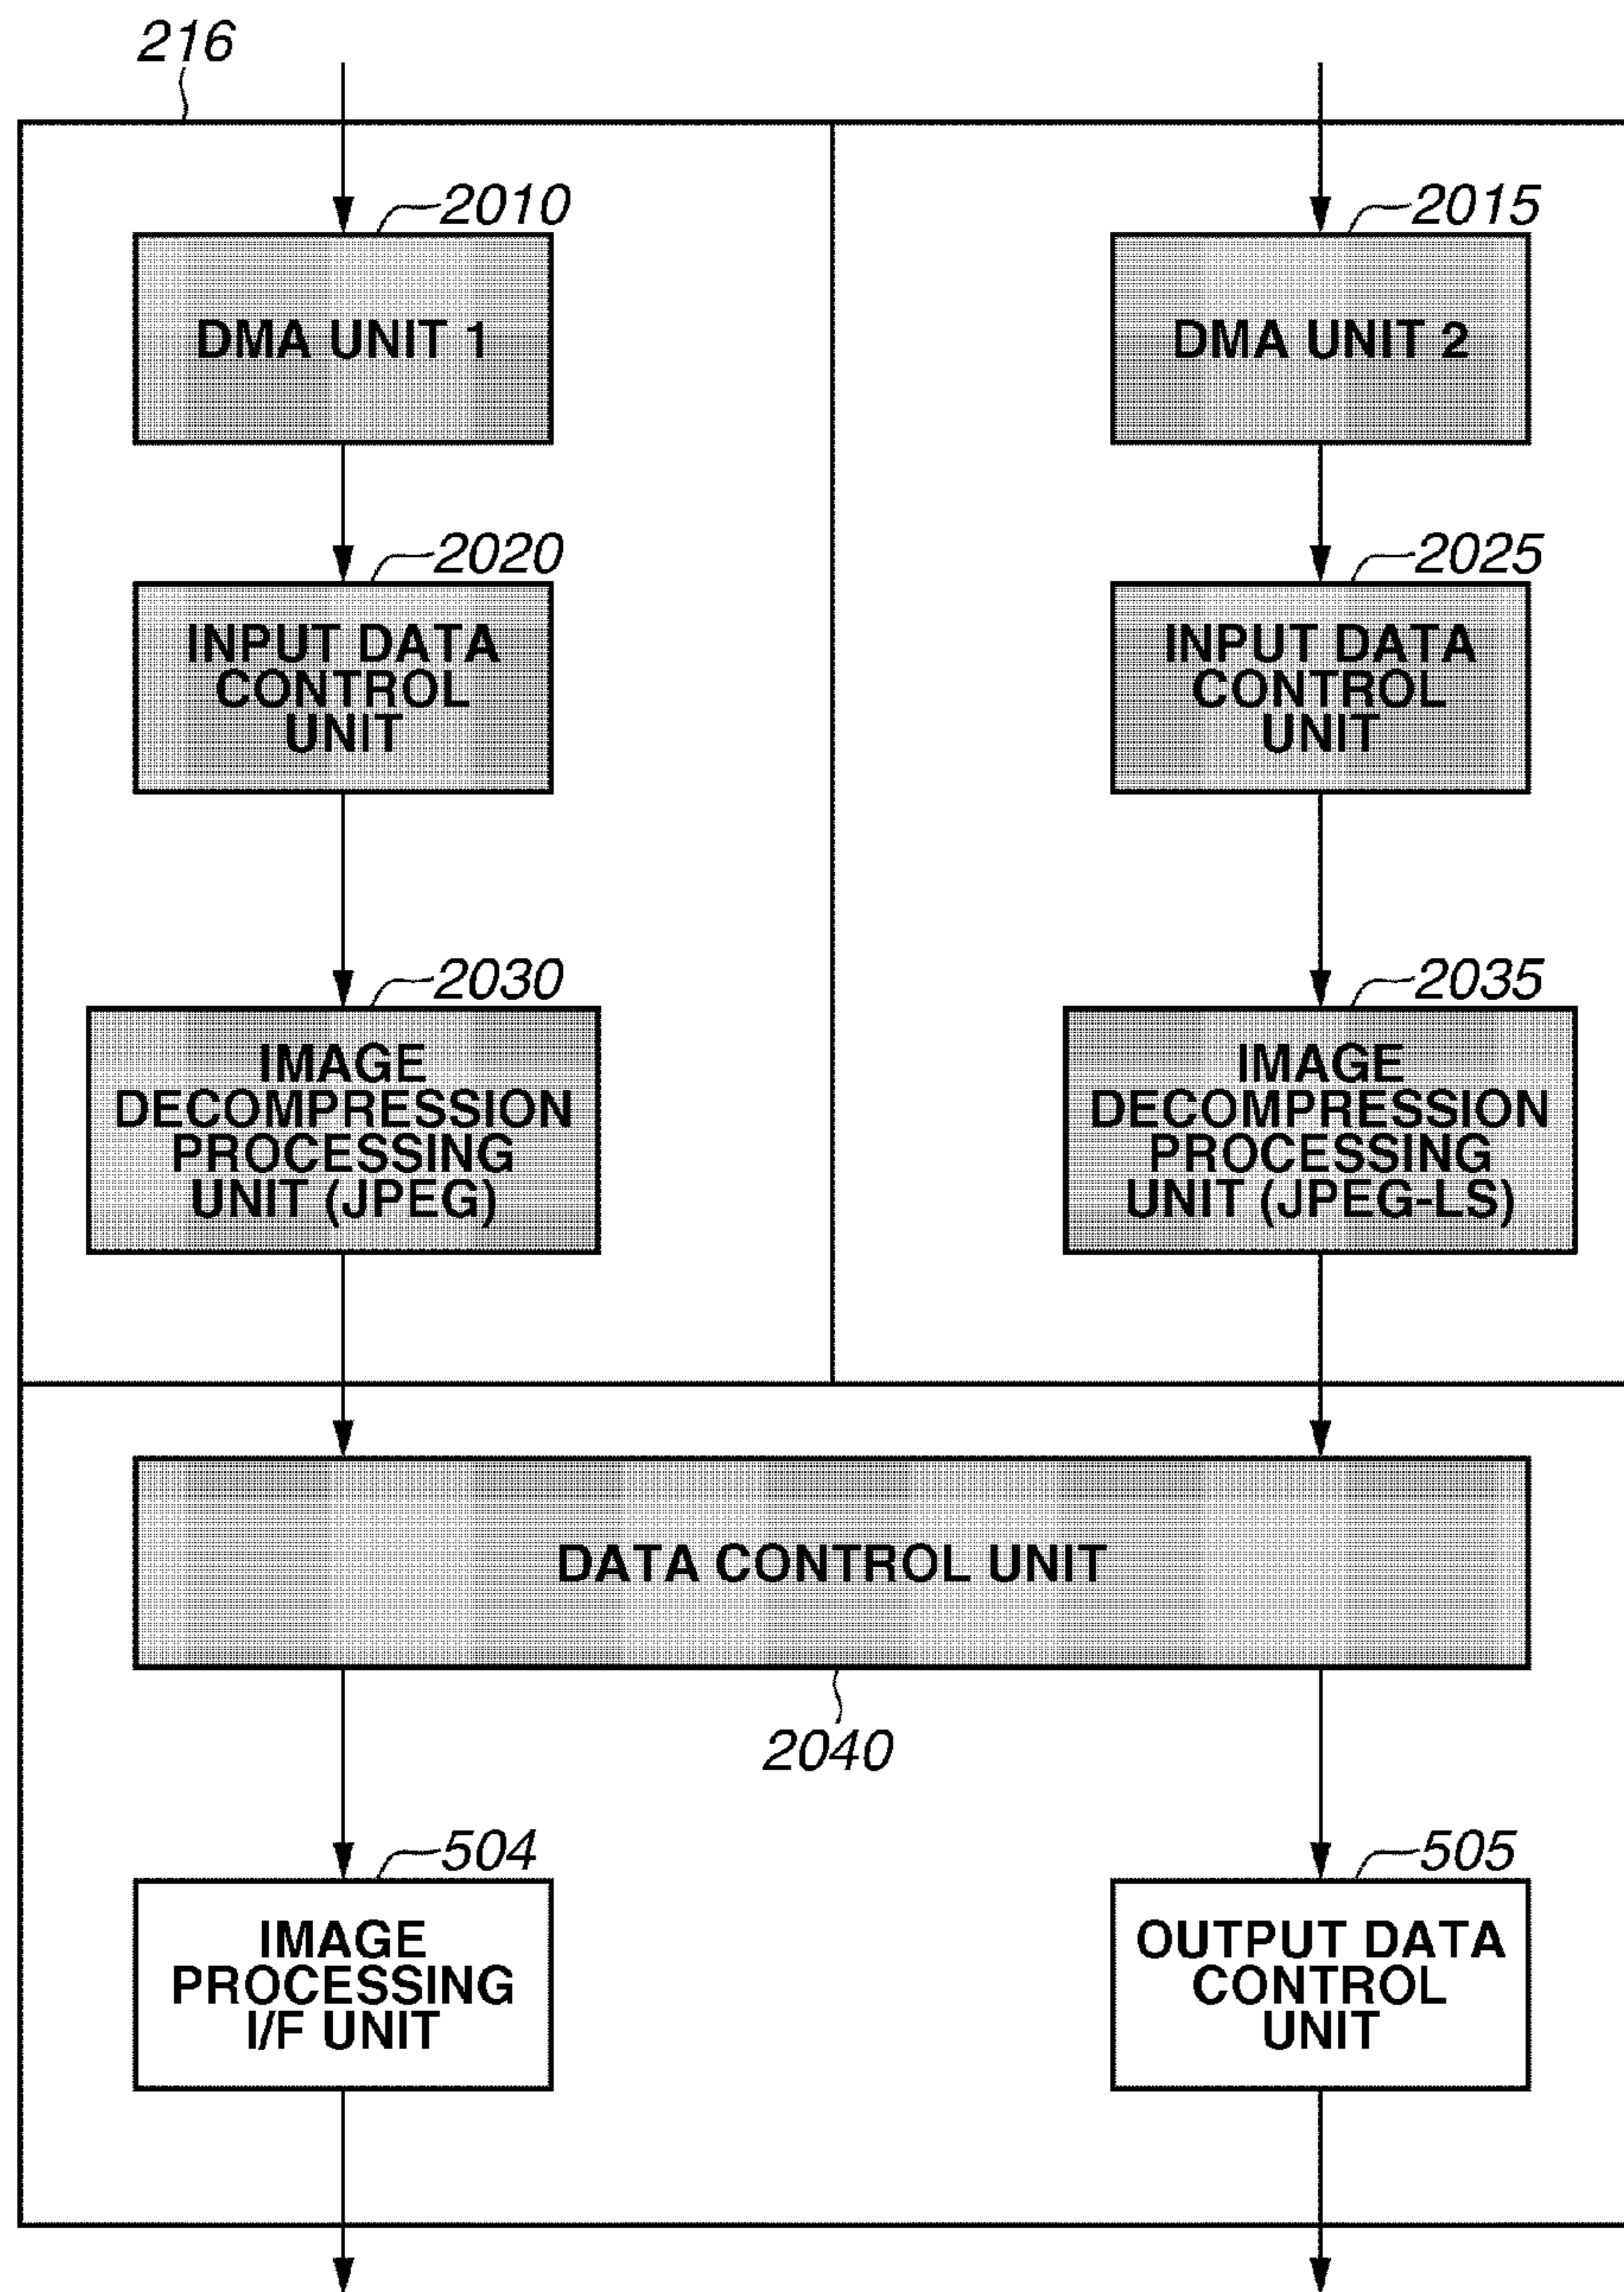 216
2010
2015
DMA UNIT 1
DMA UNIT 2
2020
2025
INPUT DATA
CONTROL
UNIT
INPUT DATA
CONTROL
UNIT
2030
2035
IMAGE
DECOMPRESSION
PROCESSING
UNIT (JPEG)
IMAGE
DECOMPRESSION
PROCESSING
UNIT (JPEG-LS)
DATA CONTROL UNIT
2040
504
505
IMAGE
PROCESSING
I/F UNIT
OUTPUT DATA
CONTROL
UNIT